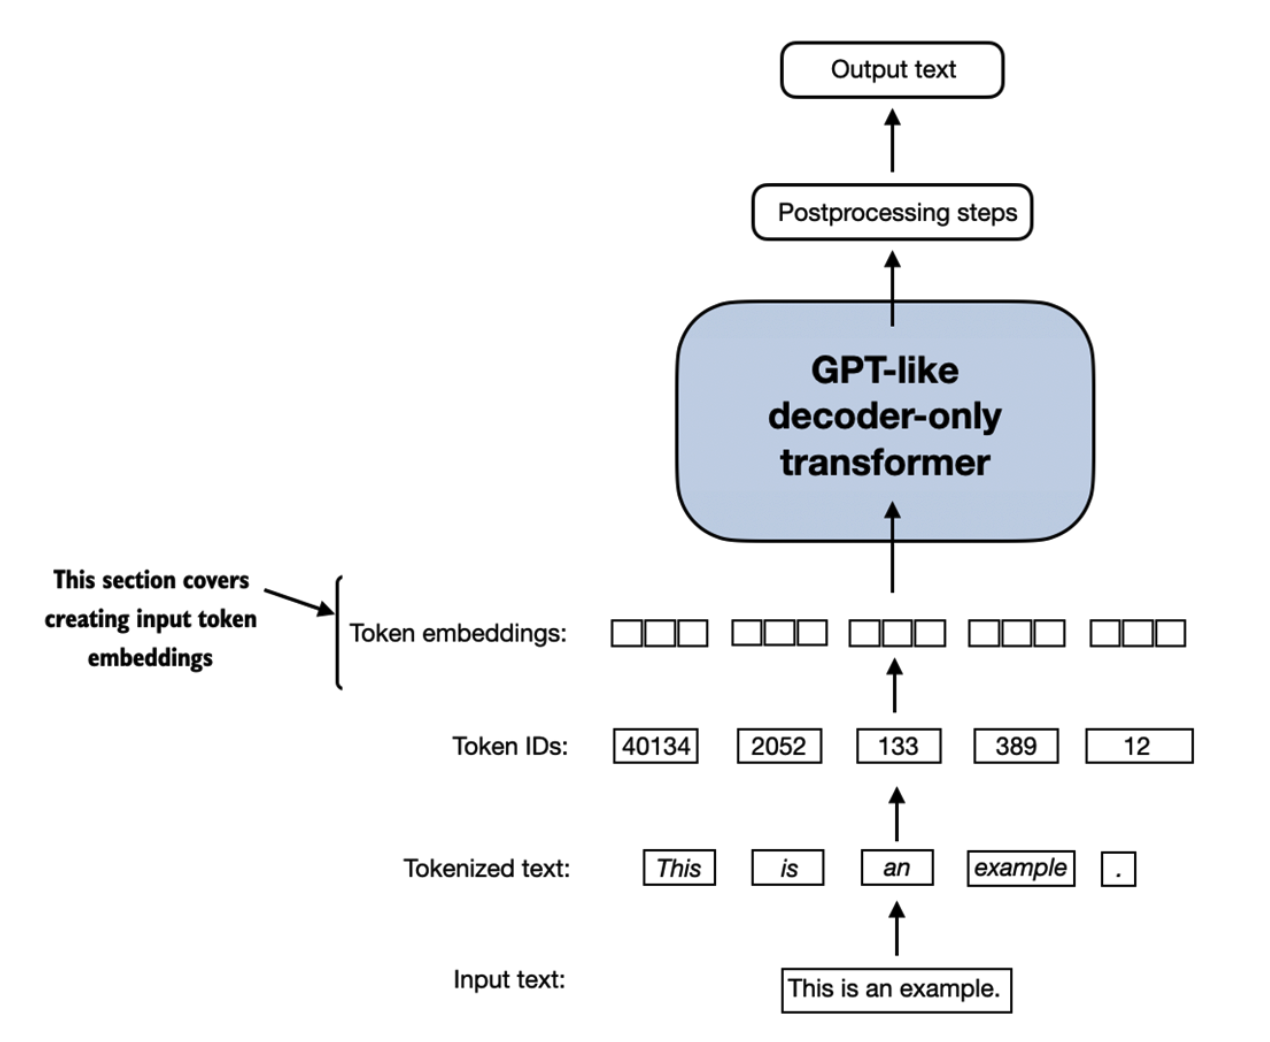 Output text
Postprocessing steps
GPT-like
decoder-only
transformer
This section covers
creating input token
embeddings
Token embeddings:
Token IDs: 40134 2052 133 389 12
Tokenized text: This is an example .
Input text: This is an example.